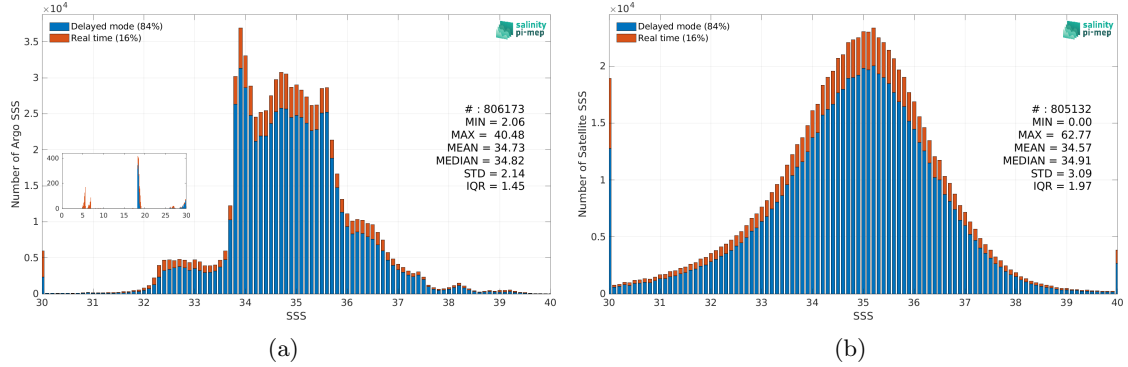 ×10⁴
Delayed mode (84%)
Real time (16%)
salinity
pi-mep
3.5
3
2.5
2
1.5
1
0.5
0
Number of Argo SSS
# : 806173
MIN = 2.06
MAX = 40.48
MEAN = 34.73
MEDIAN = 34.82
STD = 2.14
IQR = 1.45
400
200
0
0 5 10 15 20 25 30
30 31 32 33 34 35 36 37 38 39 40
SSS
(a)
×10⁴
Delayed mode (84%)
Real time (16%)
salinity
pi-mep
2
1.5
1
0.5
0
Number of Satellite SSS
# : 805132
MIN = 0.00
MAX = 62.77
MEAN = 34.57
MEDIAN = 34.91
STD = 3.09
IQR = 1.97
30 31 32 33 34 35 36 37 38 39 40
SSS
(b)